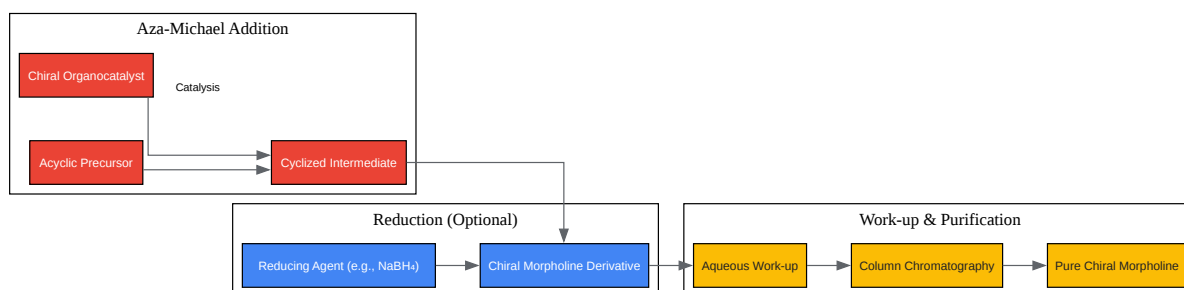 Aza-Michael Addition
Chiral Organocatalyst
Catalysis
Acyclic Precursor
Cyclized Intermediate
Reduction (Optional)
Reducing Agent (e.g., NaBH₄)
Chiral Morpholine Derivative
Work-up & Purification
Aqueous Work-up
Column Chromatography
Pure Chiral Morpholine